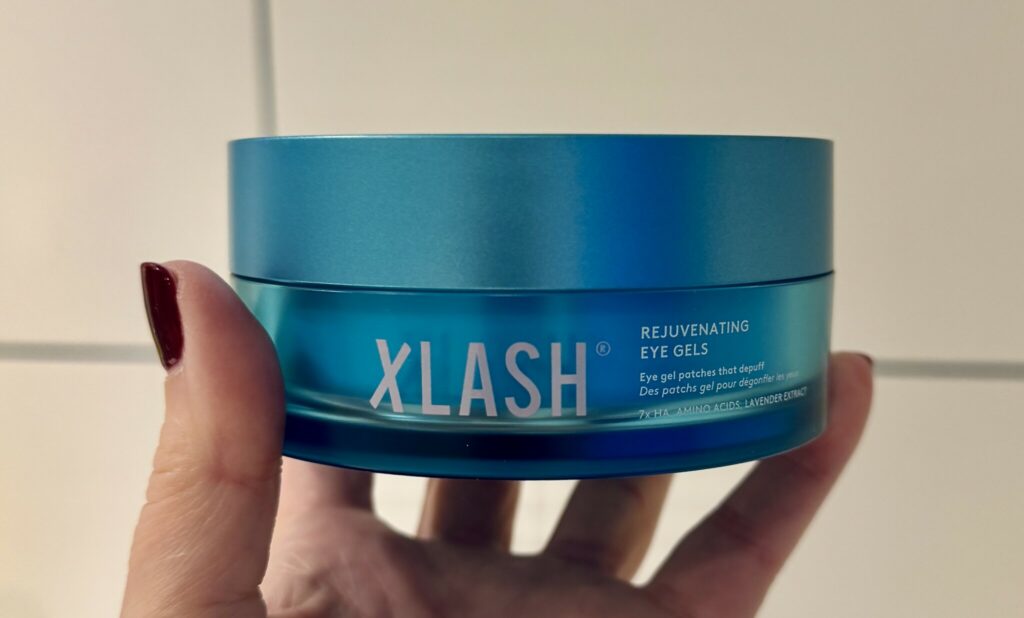 XLASH®
REJUVENATING
EYE GELS
Eye gel patches that depuff
Des patchs gel pour dégonfler les yeux
7x HA, AMINO ACIDS, LAVENDER EXTRACT